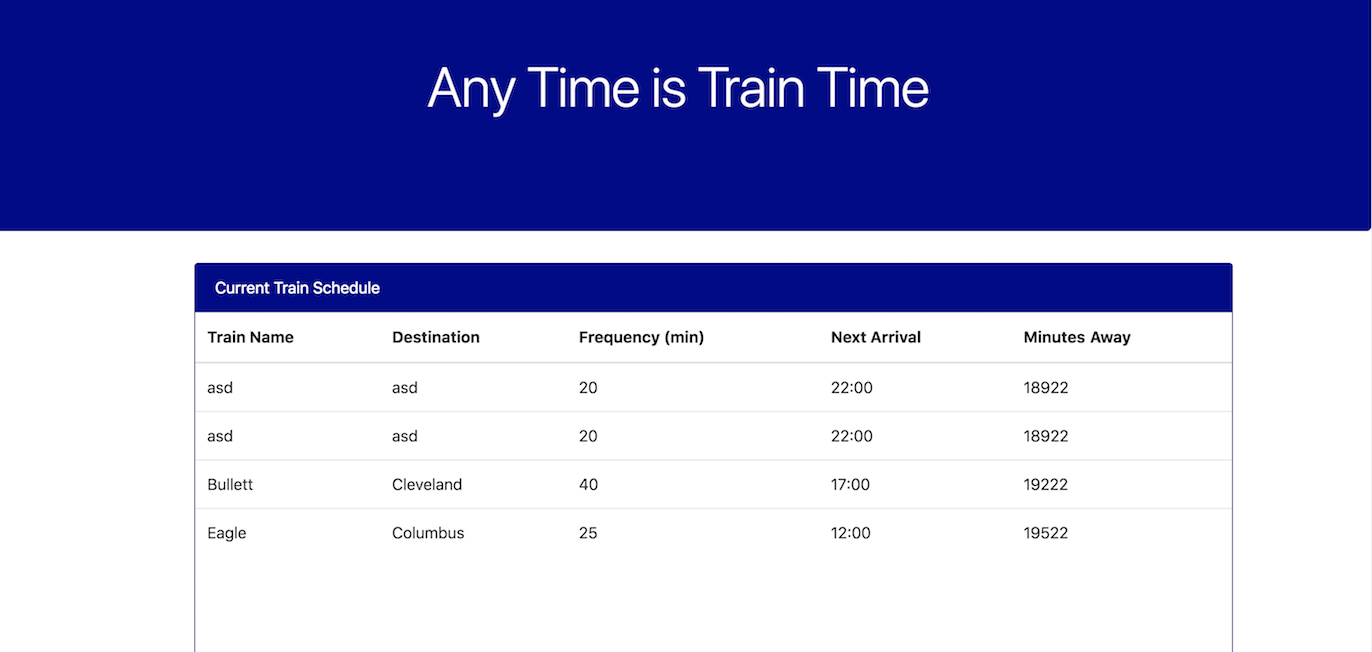 Any Time is Train Time
Current Train Schedule
Train Name Destination Frequency (min) Next Arrival Minutes Away
asd asd 20 22:00 18922
asd asd 20 22:00 18922
Bullett Cleveland 40 17:00 19222
Eagle Columbus 25 12:00 19522